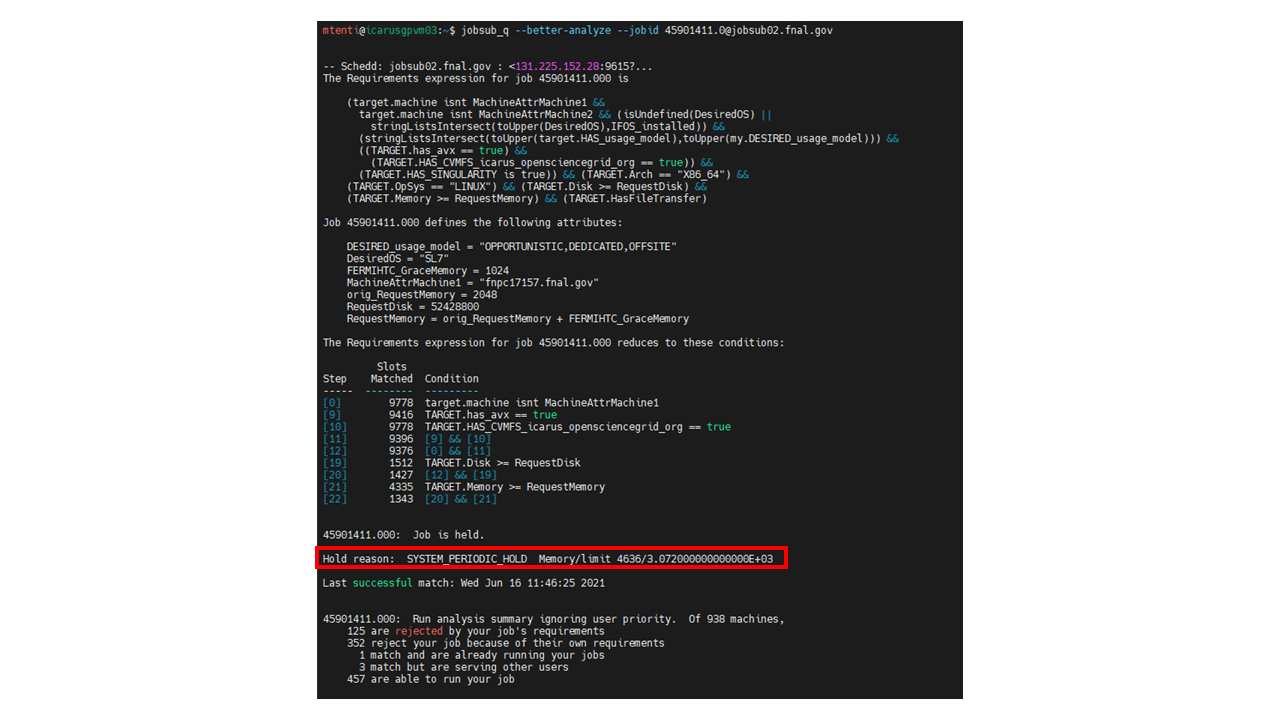 mtenti@icarusgpvm03:~$ jobsub_q --better-analyze --jobid 45901411.0@jobsub02.fnal.gov
-- Schedd: jobsub02.fnal.gov : <131.225.152.28:9615?...
The Requirements expression for job 45901411.000 is
(target.machine isnt MachineAttrMachine1 &&
target.machine isnt MachineAttrMachine2 && (isUndefined(DesiredOS) ||
stringListsIntersect(toUpper(DesiredOS),IFOS_installed)) &&
(stringListsIntersect(toUpper(target.HAS_usage_model),toUpper(my.DESIRED_usage_model))) &&
((TARGET.has_avx == true) &&
(TARGET.HAS_CVMFS_icarus_opensciencegrid_org == true)) &&
(TARGET.HAS_SINGULARITY is true)) && (TARGET.Arch == "X86_64") &&
(TARGET.OpSys == "LINUX") && (TARGET.Disk >= RequestDisk) &&
(TARGET.Memory >= RequestMemory) && (TARGET.HasFileTransfer)
Job 45901411.000 defines the following attributes:
DESIRED_usage_model = "OPPORTUNISTIC,DEDICATED,OFFSITE"
DesiredOS = "SL7"
FERMIHTC_GraceMemory = 1024
MachineAttrMachine1 = "fnpc17157.fnal.gov"
orig_RequestMemory = 2048
RequestDisk = 52428800
RequestMemory = orig_RequestMemory + FERMIHTC_GraceMemory
The Requirements expression for job 45901411.000 reduces to these conditions:
Slots
Step    Matched  Condition
-----  --------  ---------
[0]        9778  target.machine isnt MachineAttrMachine1
[9]        9416  TARGET.has_avx == true
[10]       9778  TARGET.HAS_CVMFS_icarus_opensciencegrid_org == true
[11]       9396  [9] && [10]
[12]       9376  [0] && [11]
[19]       1512  TARGET.Disk >= RequestDisk
[20]       1427  [12] && [19]
[21]       4335  TARGET.Memory >= RequestMemory
[22]       1343  [20] && [21]
45901411.000:  Job is held.
Hold reason:  SYSTEM_PERIODIC_HOLD  Memory/limit 4636/3.072000000000000E+03
Last successful match: Wed Jun 16 11:46:25 2021
45901411.000:  Run analysis summary ignoring user priority.  Of 938 machines,
125 are rejected by your job's requirements
352 reject your job because of their own requirements
1 match and are already running your jobs
3 match but are serving other users
457 are able to run your job